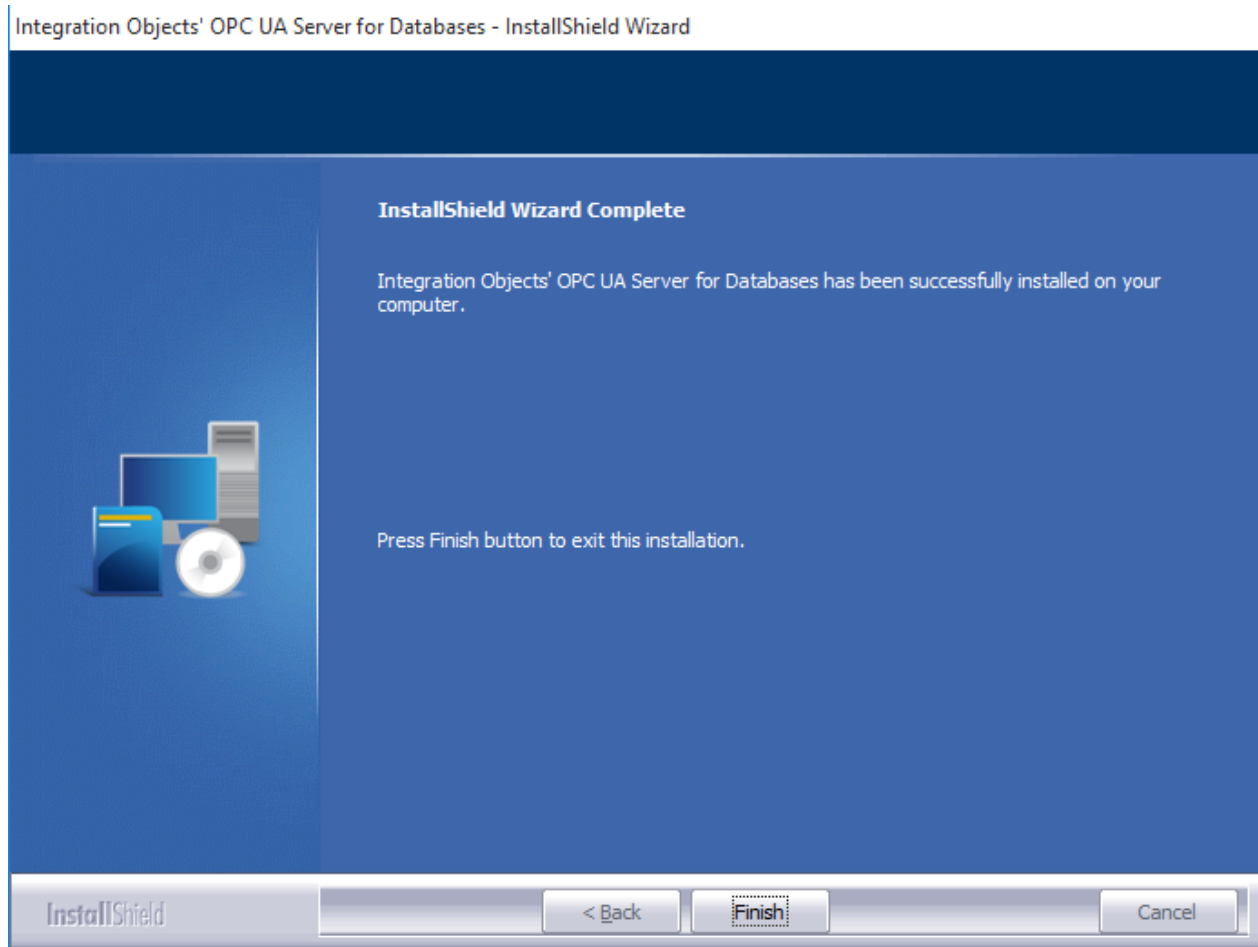 Integration Objects' OPC UA Server for Databases - InstallShield Wizard
InstallShield Wizard Complete
Integration Objects' OPC UA Server for Databases has been successfully installed on your
computer.
Press Finish button to exit this installation.
InstallShield
< Back
Finish
Cancel